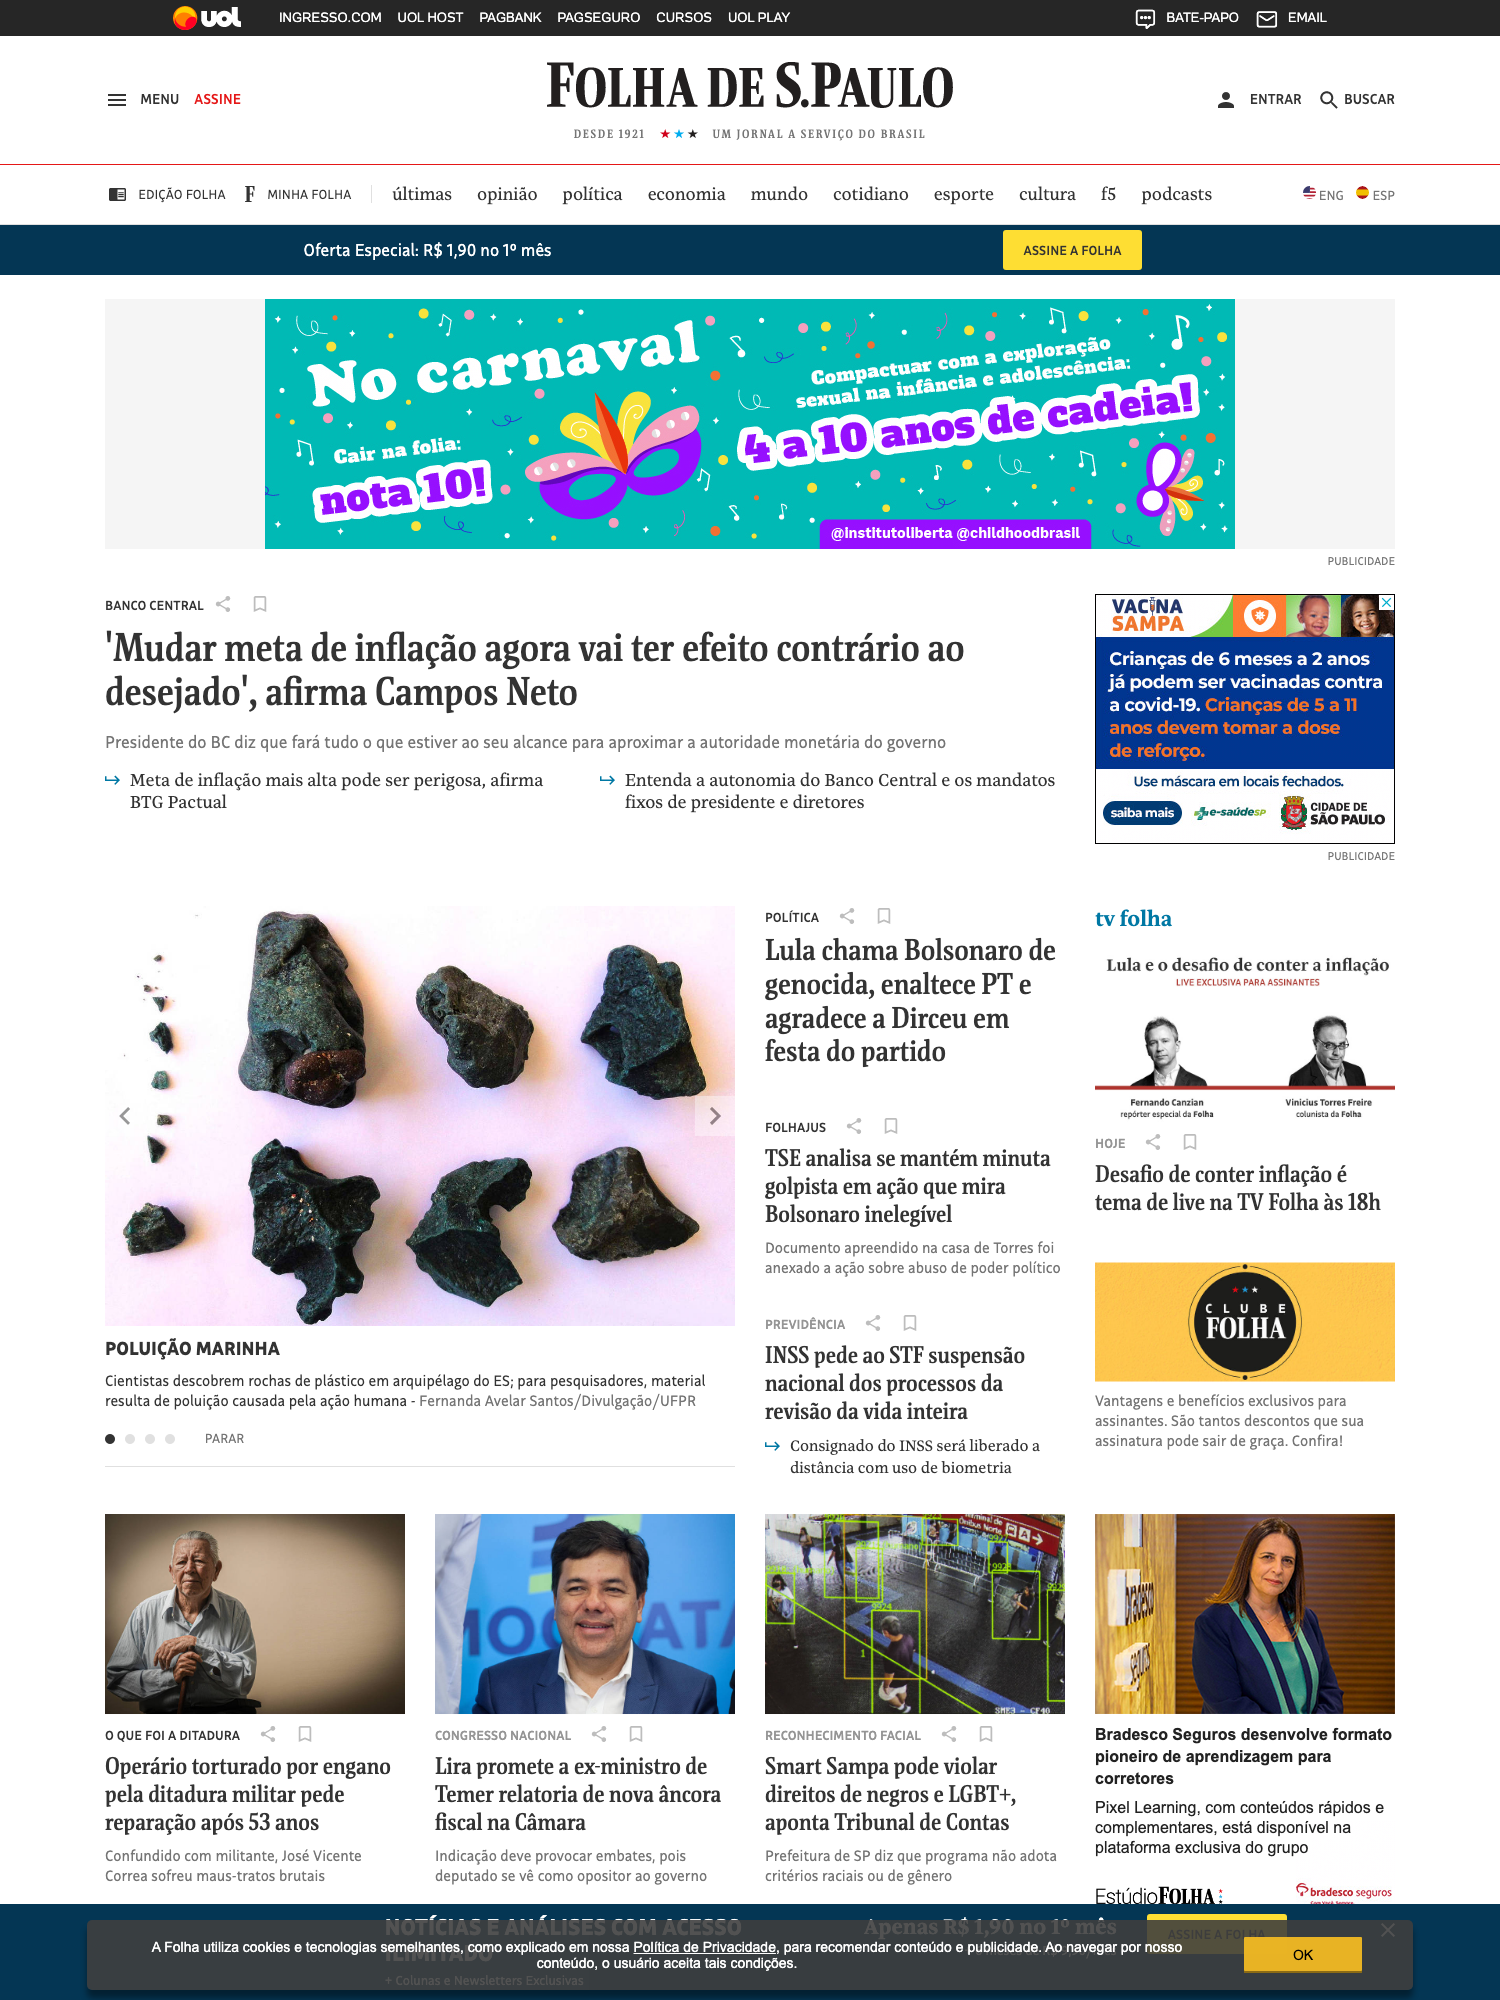 uol
INGRESSO.COM UOL HOST PAGBANK PAGSEGURO CURSOS UOL PLAY
BATE-PAPO EMAIL
MENU ASSINE
FOLHA DE S.PAULO
DESDE 1921 ★★★ UM JORNAL A SERVIÇO DO BRASIL
ENTRAR BUSCAR
EDIÇÃO FOLHA F MINHA FOLHA últimas opinião política economia mundo cotidiano esporte cultura f5 podcasts ENG ESP
Oferta Especial: R$ 1,90 no 1º mês
ASSINE A FOLHA
No carnaval
Cair na folia:
nota 10!
Compactuar com a exploração
sexual na infância e adolescência:
4 a 10 anos de cadeia!
@institutoliberta @childhoodbrasil
PUBLICIDADE
BANCO CENTRAL
'Mudar meta de inflação agora vai ter efeito contrário ao
desejado', afirma Campos Neto
Presidente do BC diz que fará tudo o que estiver ao seu alcance para aproximar a autoridade monetária do governo
Meta de inflação mais alta pode ser perigosa, afirma
BTG Pactual
Entenda a autonomia do Banco Central e os mandatos
fixos de presidente e diretores
VACINA
SAMPA
Crianças de 6 meses a 2 anos
já podem ser vacinadas contra
a covid-19. Crianças de 5 a 11
anos devem tomar a dose
de reforço.
Use máscara em locais fechados.
saiba mais
e-saúdeSP
CIDADE DE
SÃO PAULO
PUBLICIDADE
POLUIÇÃO MARINHA
Cientistas descobrem rochas de plástico em arquipélago do ES; para pesquisadores, material
resulta de poluição causada pela ação humana - Fernanda Avelar Santos/Divulgação/UFPR
PARAR
POLÍTICA
Lula chama Bolsonaro de
genocida, enaltece PT e
agradece a Dirceu em
festa do partido
FOLHAJUS
TSE analisa se mantém minuta
golpista em ação que mira
Bolsonaro inelegível
Documento apreendido na casa de Torres foi
anexado a ação sobre abuso de poder político
PREVIDÊNCIA
INSS pede ao STF suspensão
nacional dos processos da
revisão da vida inteira
Consignado do INSS será liberado a
distância com uso de biometria
tv folha
Lula e o desafio de conter a inflação
LIVE EXCLUSIVA PARA ASSINANTES
Fernando Canzian
repórter especial da Folha
Vinicius Torres Freire
colunista da Folha
HOJE
Desafio de conter inflação é
tema de live na TV Folha às 18h
CLUBE
FOLHA
Vantagens e benefícios exclusivos para
assinantes. São tantos descontos que sua
assinatura pode sair de graça. Confira!
O QUE FOI A DITADURA
Operário torturado por engano
pela ditadura militar pede
reparação após 53 anos
Confundido com militante, José Vicente
Correa sofreu maus-tratos brutais
CONGRESSO NACIONAL
Lira promete a ex-ministro de
Temer relatoria de nova âncora
fiscal na Câmara
Indicação deve provocar embates, pois
deputado se vê como opositor ao governo
9924
1
RECONHECIMENTO FACIAL
Smart Sampa pode violar
direitos de negros e LGBT+,
aponta Tribunal de Contas
Prefeitura de SP diz que programa não adota
critérios raciais ou de gênero
bradesco
seguros
Bradesco Seguros desenvolve formato
pioneiro de aprendizagem para
corretores
Pixel Learning, com conteúdos rápidos e
complementares, está disponível na
plataforma exclusiva do grupo
EstúdioFOLHA
bradesco seguros
NOTÍCIAS E ANÁLISES COM ACESSO
ILIMITADO
+ Colunas e Newsletters Exclusivas
Apenas R$ 1,90 no 1º mês
ASSINE A FOLHA
A Folha utiliza cookies e tecnologias semelhantes, como explicado em nossa Política de Privacidade, para recomendar conteúdo e publicidade. Ao navegar por nosso
conteúdo, o usuário aceita tais condições.
OK